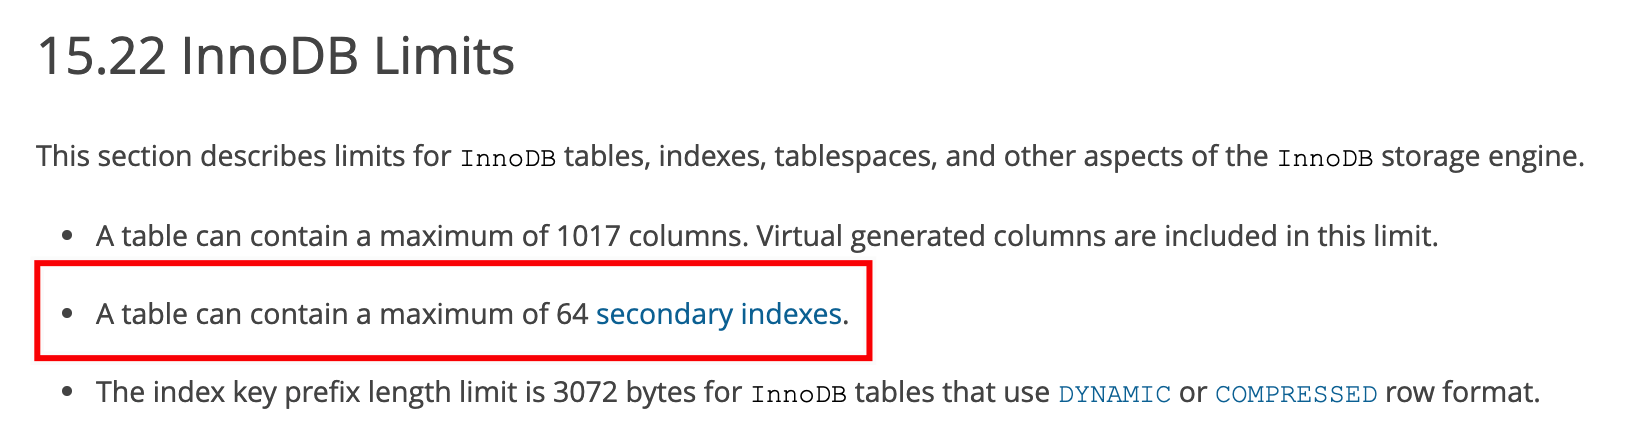 15.22 InnoDB Limits
This section describes limits for InnoDB tables, indexes, tablespaces, and other aspects of the InnoDB storage engine.
• A table can contain a maximum of 1017 columns. Virtual generated columns are included in this limit.
• A table can contain a maximum of 64 secondary indexes.
• The index key prefix length limit is 3072 bytes for InnoDB tables that use DYNAMIC or COMPRESSED row format.